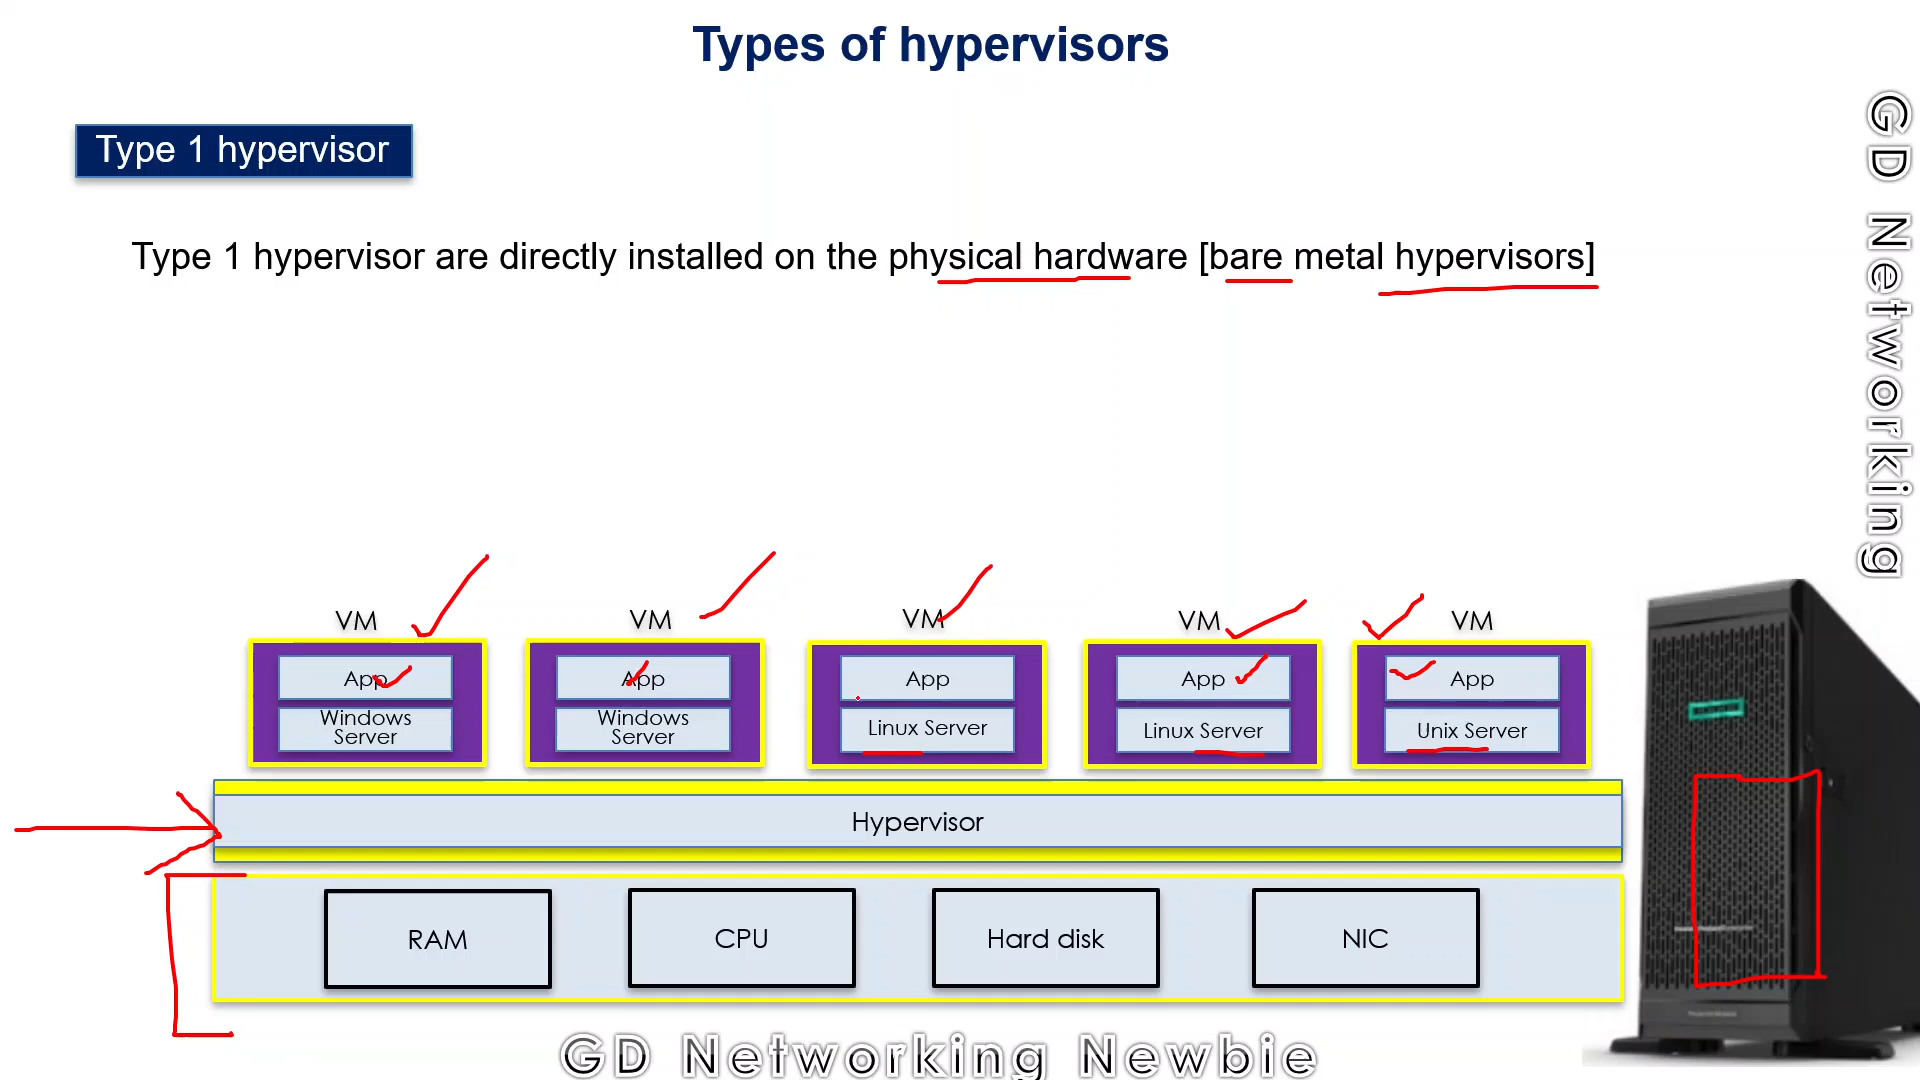 Types of hypervisors
Type 1 hypervisor
Type 1 hypervisor are directly installed on the physical hardware [bare metal hypervisors]
GD Networking
VM VM VM VM VM
App App App App App
Windows Server
Windows Server
Linux Server
Linux Server
Unix Server
Hypervisor
RAM CPU Hard disk NIC
GD Networking Newbie